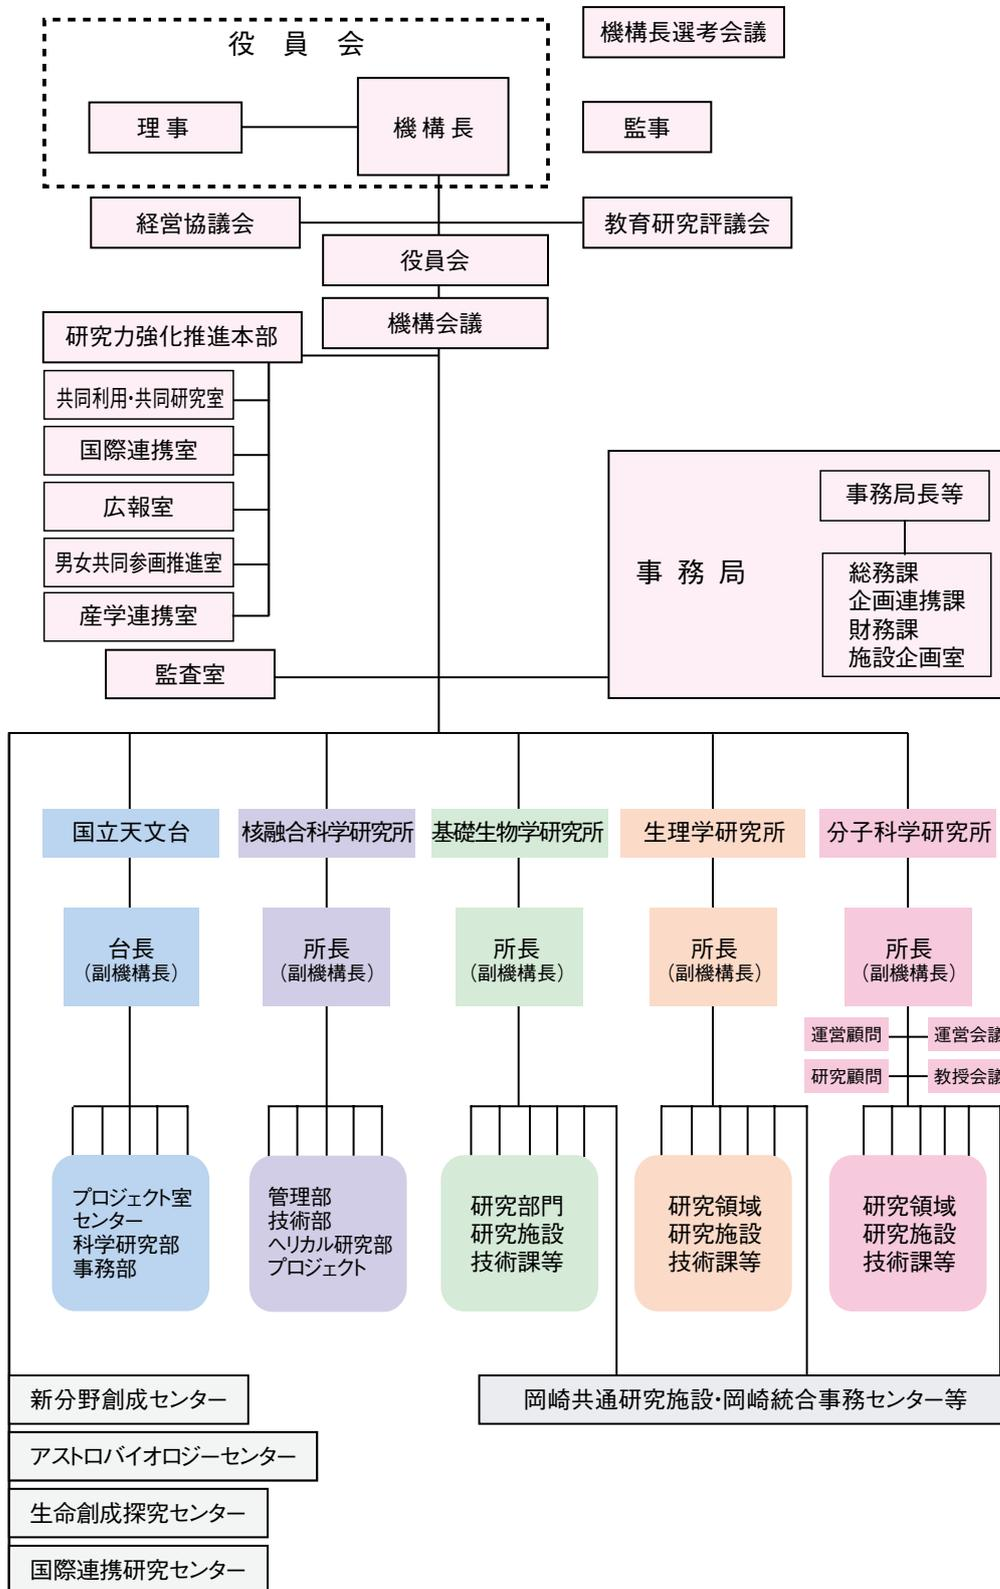 役員会
機構長選考会議
理事
機構長
監事
経営協議会
教育研究評議会
役員会
機構会議
研究力強化推進本部
共同利用・共同研究室
国際連携室
広報室
男女共同参画推進室
産学連携室
監査室
事務局
事務局長等
総務課
企画連携課
財務課
施設企画室
国立天文台
核融合科学研究所
基礎生物学研究所
生理学研究所
分子科学研究所
台長
（副機構長）
所長
（副機構長）
所長
（副機構長）
所長
（副機構長）
所長
（副機構長）
運営顧問
運営会議
研究顧問
教授会議
プロジェクト室
センター
科学研究部
事務部
管理部
技術部
ヘリカル研究部
プロジェクト
研究部門
研究施設
技術課等
研究領域
研究施設
技術課等
研究領域
研究施設
技術課等
新分野創成センター
岡崎共通研究施設・岡崎統合事務センター等
アストロバイオロジーセンター
生命創成探究センター
国際連携研究センター